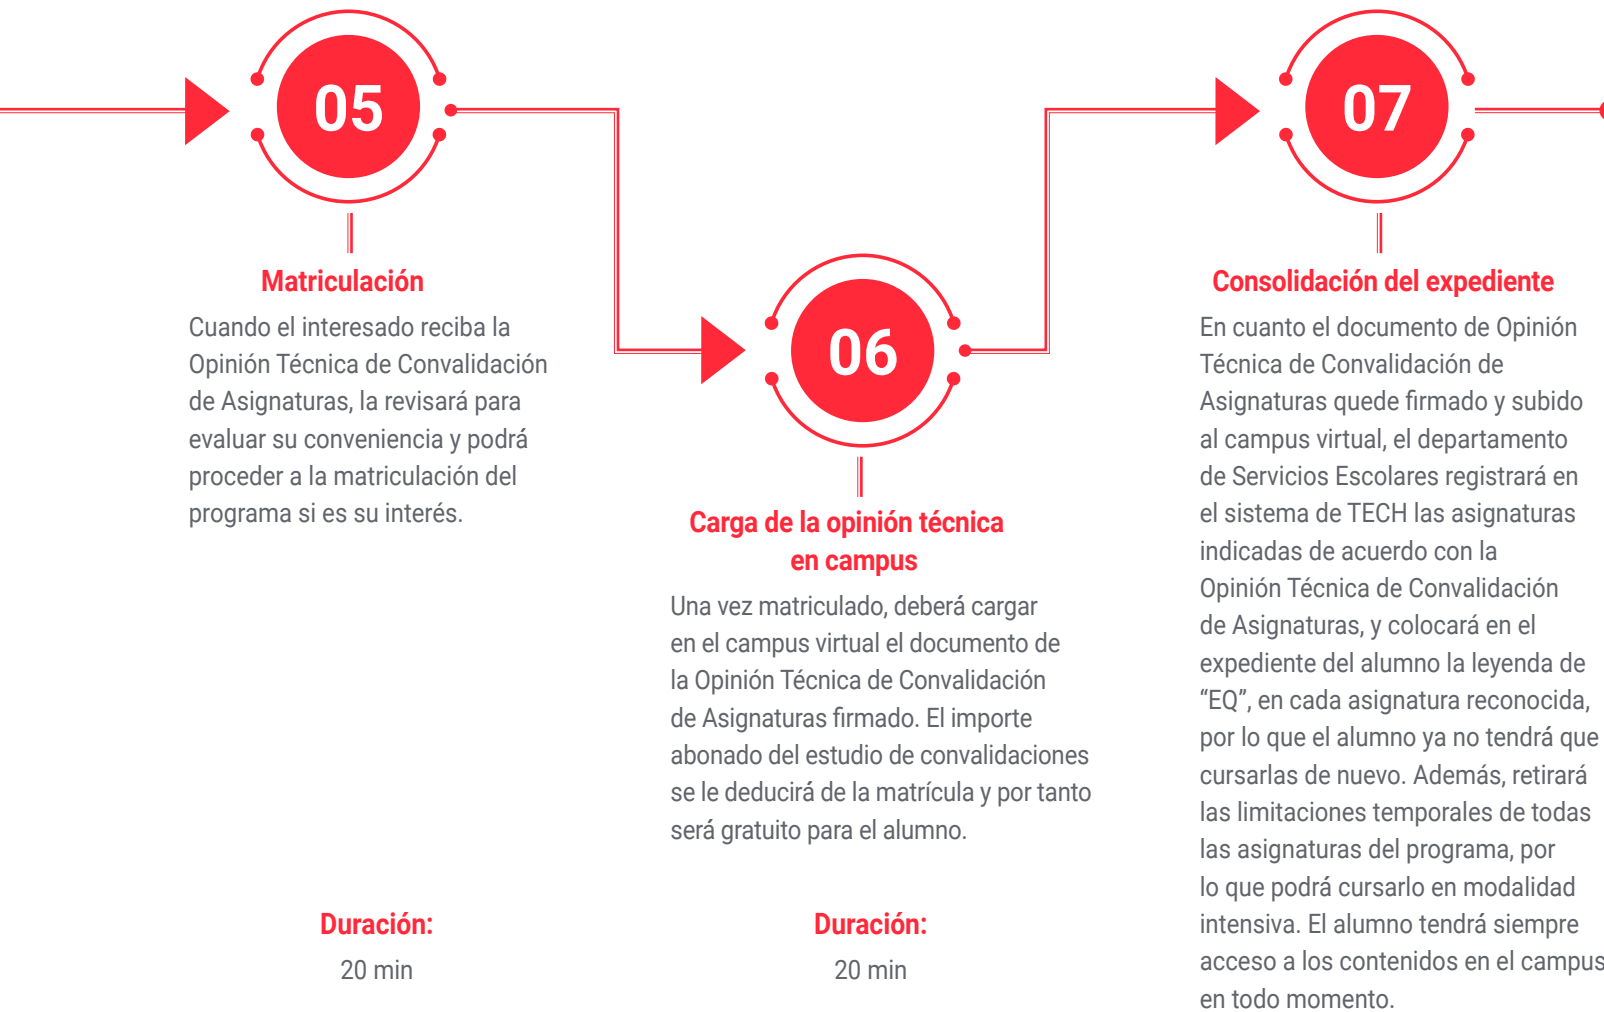 05
Matriculación
Cuando el interesado reciba la
Opinión Técnica de Convalidación
de Asignaturas, la revisará para
evaluar su conveniencia y podrá
proceder a la matriculación del
programa si es su interés.
Duración:
20 min
06
Carga de la opinión técnica
en campus
Una vez matriculado, deberá cargar
en el campus virtual el documento de
la Opinión Técnica de Convalidación
de Asignaturas firmado. El importe
abonado del estudio de convalidaciones
se le deducirá de la matrícula y por tanto
será gratuito para el alumno.
Duración:
20 min
07
Consolidación del expediente
En cuanto el documento de Opinión
Técnica de Convalidación de
Asignaturas quede firmado y subido
al campus virtual, el departamento
de Servicios Escolares registrará en
el sistema de TECH las asignaturas
indicadas de acuerdo con la
Opinión Técnica de Convalidación
de Asignaturas, y colocará en el
expediente del alumno la leyenda de
“EQ”, en cada asignatura reconocida,
por lo que el alumno ya no tendrá que
cursarlas de nuevo. Además, retirará
las limitaciones temporales de todas
las asignaturas del programa, por
lo que podrá cursarlo en modalidad
intensiva. El alumno tendrá siempre
acceso a los contenidos en el campus
en todo momento.